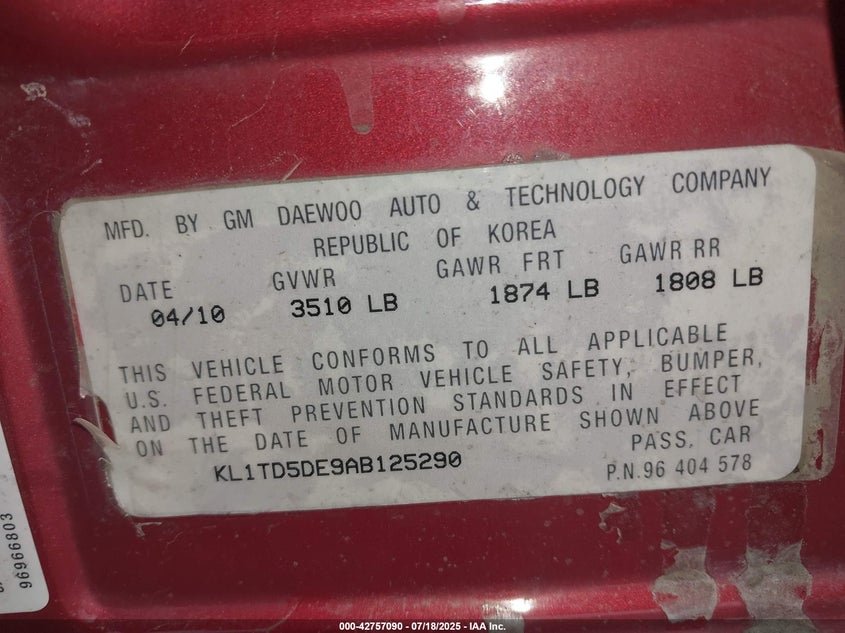 MFD. BY GM DAEWOO AUTO & TECHNOLOGY COMPANY
REPUBLIC OF KOREA
DATE GVWR GAWR FRT GAWR RR
04/10 3510 LB 1874 LB 1808 LB
THIS VEHICLE CONFORMS TO ALL APPLICABLE
U.S. FEDERAL MOTOR VEHICLE SAFETY, BUMPER,
AND THEFT PREVENTION STANDARDS IN EFFECT
ON THE DATE OF MANUFACTURE SHOWN ABOVE
KL1TD5DE9AB125290 PASS. CAR
P.N.96 404 578
96966803
000-42757090 - 07/18/2025 - IAA Inc.